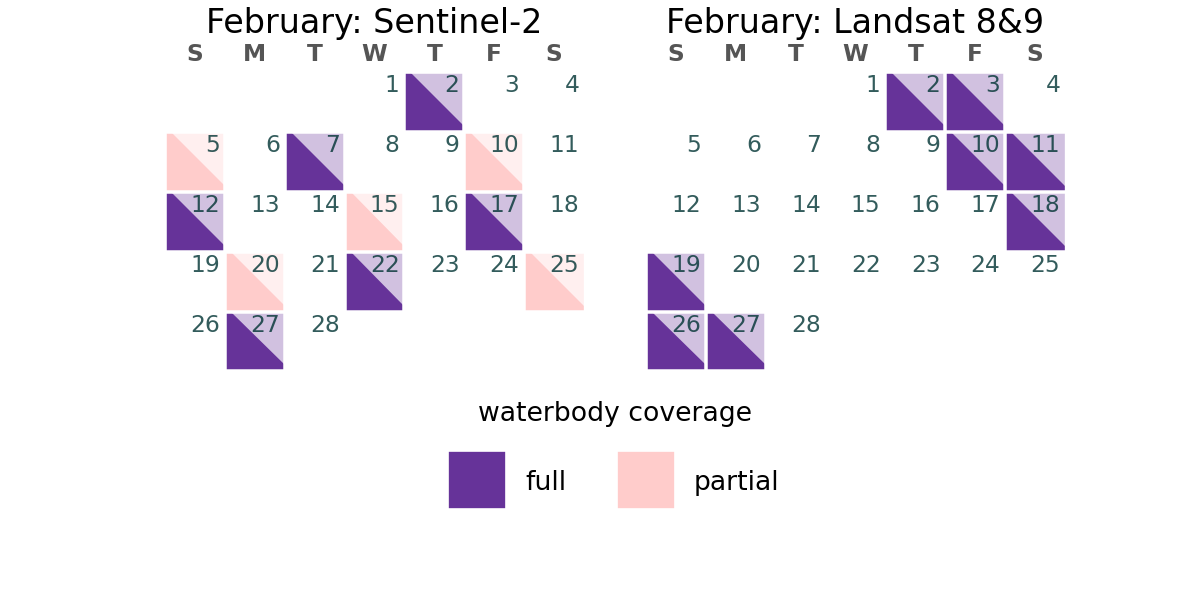 February: Sentinel-2
S M T W T F S
1 2 3 4
5 6 7 8 9 10 11
12 13 14 15 16 17 18
19 20 21 22 23 24 25
26 27 28
February: Landsat 8&9
S M T W T F S
1 2 3 4
5 6 7 8 9 10 11
12 13 14 15 16 17 18
19 20 21 22 23 24 25
26 27 28
waterbody coverage
full partial